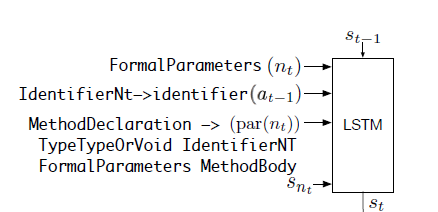 s_{t-1}
FormalParameters (n_t)
IdentifierNt->identifier(a_{t-1})
MethodDeclaration -> (par(n_t))
LSTM
TypeTypeOrVoid IdentifierNT
FormalParameters MethodBody
s_{n_t}
s_t